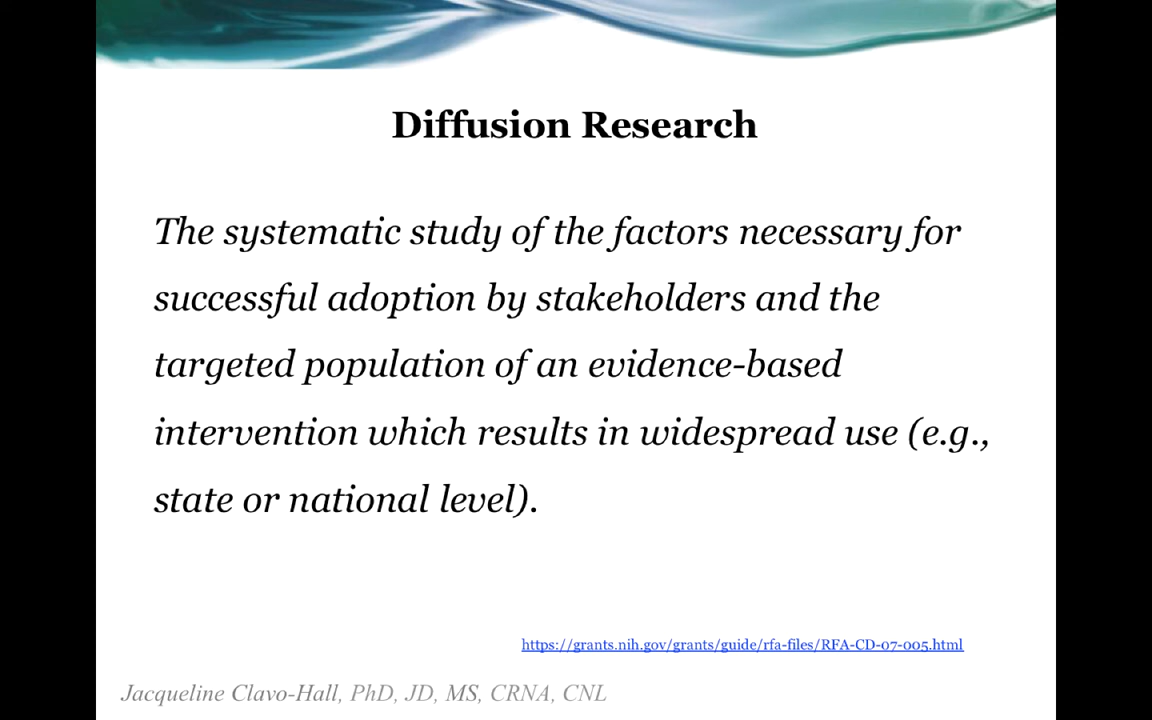 Diffusion Research
The systematic study of the factors necessary for
successful adoption by stakeholders and the
targeted population of an evidence-based
intervention which results in widespread use (e.g.,
state or national level).
https://grants.nih.gov/grants/guide/rfa-files/RFA-CD-07-005.html
Jacqueline Clavo-Hall, PhD, JD, MS, CRNA, CNL